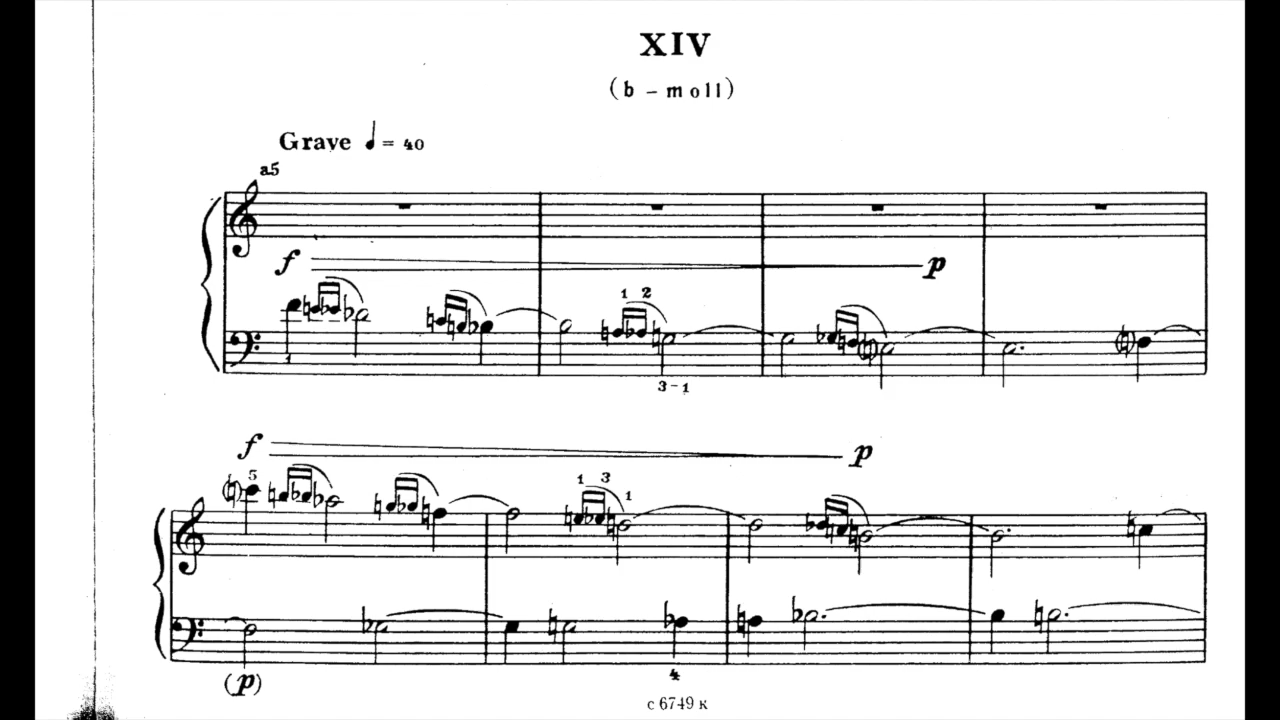 XIV
(b – moll)
Grave ♩ = 40
a5
f p
1 2
1 3-1
f p
5 1 3 1
4
(p)
с 6749 к